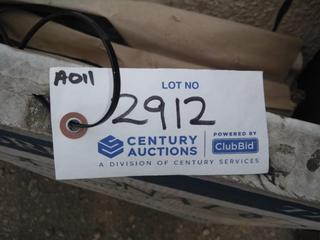 A011
LOT NO
2912
CENTURY AUCTIONS
POWERED BY
ClubBid
A DIVISION OF CENTURY SERVICES